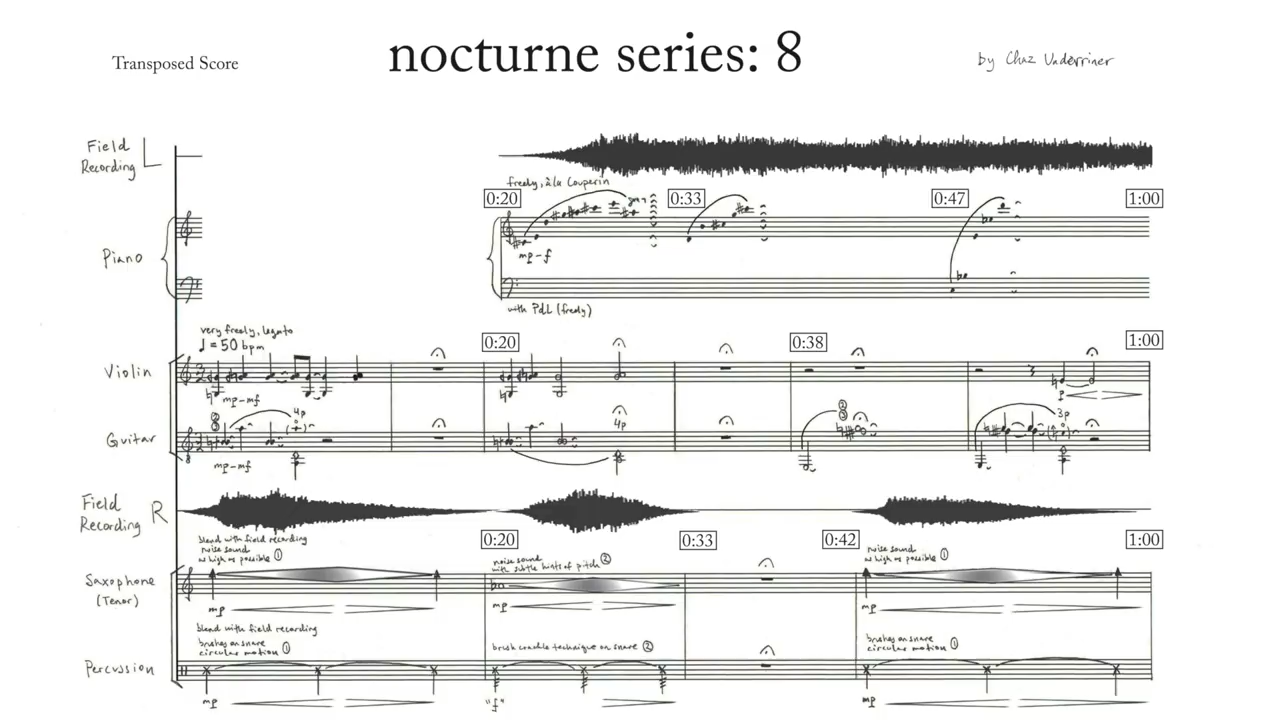 nocturne series: 8
Transposed Score
by Chaz Underriner
Field
Recording L
freely, à la Couperin
0:20
0:33
0:47
1:00
Piano
mp-f
with Pdl (freely)
very freely, legato
♩ = 50 bpm
0:20
0:38
1:00
Violin
mp-mf
p
② ③
4p
4p
② ③
3p
Guitar
mp-mf
Field
Recording R
blend with field recording
noise sound
as high as possible ①
0:20
0:33
0:42
1:00
noise sound
with subtle hints of pitch ②
noise sound
as high as possible ①
Saxophone
(Tenor)
mp
mp
mp
blend with field recording
brushes on snare
circular motion ①
brush crackle technique on snare ②
brushes on snare
circular motion ①
Percussion
mp
"f"
mp